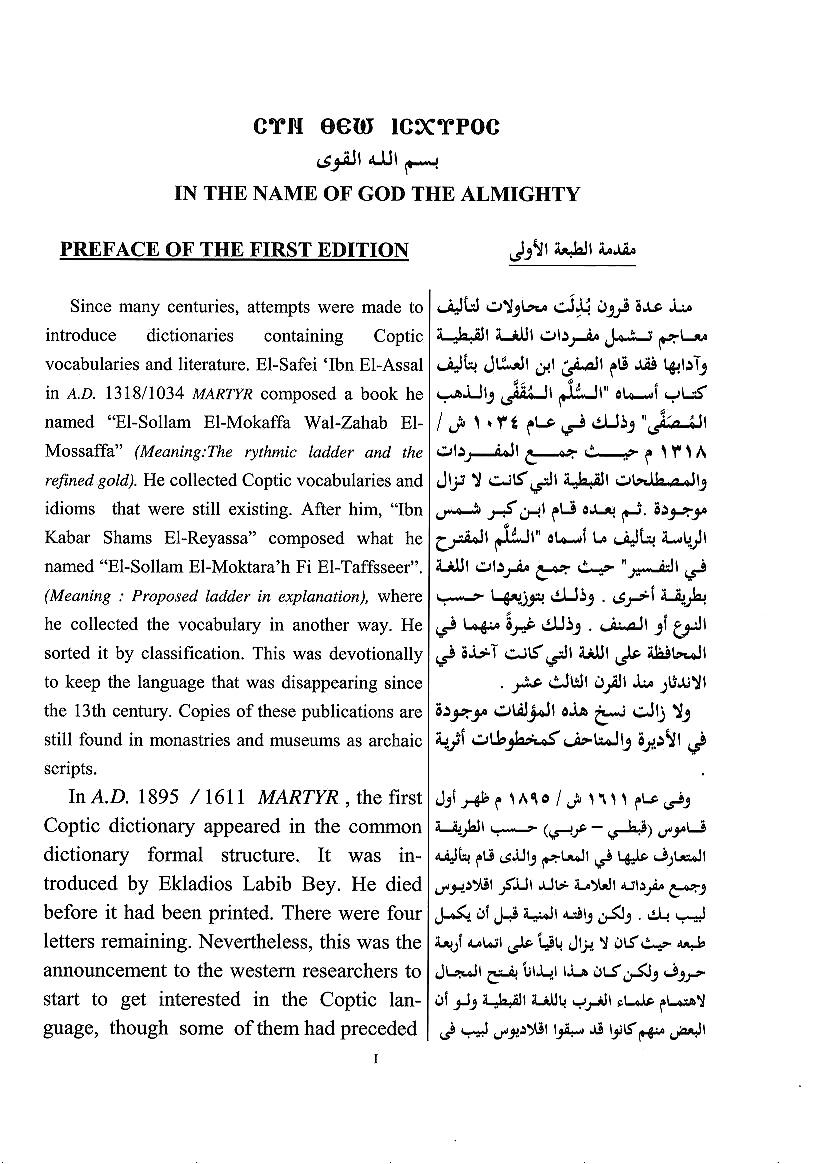 ⲤⲨⲚ ⲐⲈⲰ ⲒⲤⲬⲨⲢⲟⲤ
بسم الله القوى
IN THE NAME OF GOD THE ALMIGHTY
PREFACE OF THE FIRST EDITION
Since many centuries, attempts were made to
introduce dictionaries containing Coptic
vocabularies and literature. El-Safei ‘Ibn El-Assal
in A.D. 1318/1034 MARTYR composed a book he
named “El-Sollam El-Mokaffa Wal-Zahab El-
Mossaffa” (Meaning:The rythmic ladder and the
refined gold). He collected Coptic vocabularies and
idioms that were still existing. After him, “Ibn
Kabar Shams El-Reyassa” composed what he
named “El-Sollam El-Moktara’h Fi El-Taffsseer”.
(Meaning : Proposed ladder in explanation), where
he collected the vocabulary in another way. He
sorted it by classification. This was devotionally
to keep the language that was disappearing since
the 13th century. Copies of these publications are
still found in monastries and museums as archaic
scripts.
In A.D. 1895 / 1611 MARTYR , the first
Coptic dictionary appeared in the common
dictionary formal structure. It was in-
troduced by Ekladios Labib Bey. He died
before it had been printed. There were four
letters remaining. Nevertheless, this was the
announcement to the western researchers to
start to get interested in the Coptic lan-
guage, though some of them had preceded
مقدمة الطبعة الأولى
منذ عدة قرون بُذِلَت محاولات لتأليف
معاجم تشمل مفردات اللغة القبطية
وآدابها فقد قام الصفىّ ابن العسَّال بتأليف
كتاب أسماه "السُّلَّم المُقَفَّى والذهب
المُصَفَّى" وذلك في عام ١٠٣٤ ش /
١٣١٨ م حيث جمع المفردات
والمصطلحات القبطية التي كانت لا تزال
موجودة . ثم بعده قام ابن كبر شمس
الرياسة بتأليف ما أسماه "السُّلَّم المقترح
في التفسير" حيث جمع مفردات اللغة
بطريقة أخرى . وذلك بتوزيعها حسب
النوع أو الصنف . وذلك غيرةً منهما في
المحافظة على اللغة التي كانت آخذة في
الاندثار منذ القرن الثالث عشر .
ولا زالت نسخ هذه المؤلفات موجودة
في الأديرة والمتاحف كمخطوطات أثرية
.
وفى عام ١٦١١ ش / ١٨٩٥ م ظهر أول
قاموس (قبطي – عربي) حسب الطريقة
المتعارف عليها في المعاجم والذى قام بتأليفه
وجمع مفرداته العلامة خالد الذكر اقلاديوس
لبيب بك . ولكن وافته المنية قبل أن يكمل
طبعه حيث كان لا يزال باقياً على اتمامه أربعة
حروف ولكن كان هذا ايذاناً بفتح المجال
لاهتمام علماء الغرب باللغة القبطية ولو أن
البعض منهم كانوا قد سبقوا اقلاديوس لبيب فى
I